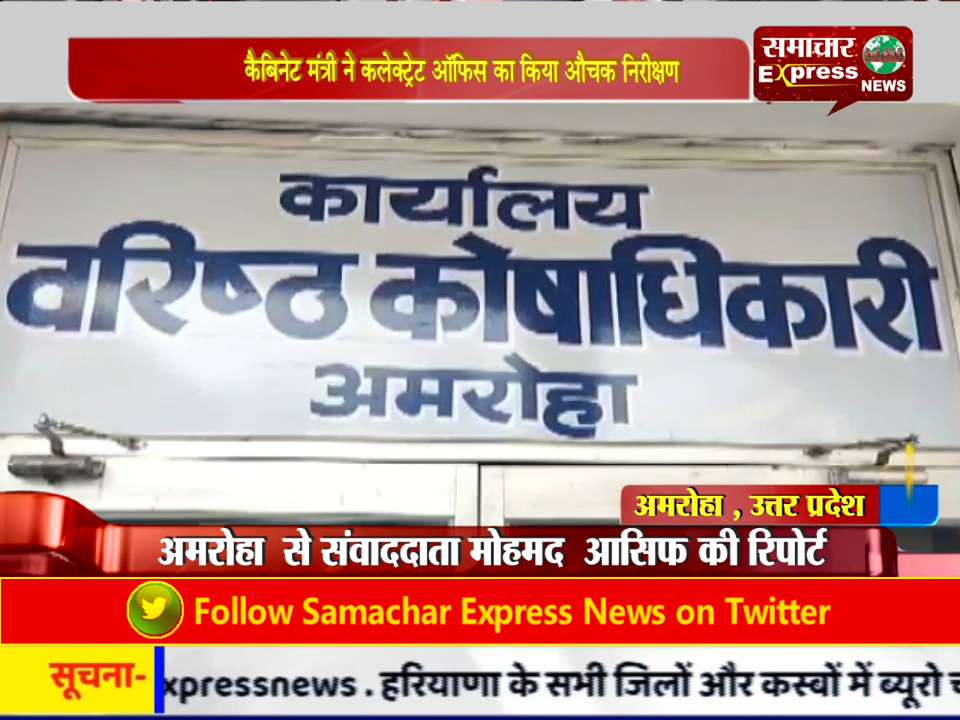 कैबिनेट मंत्री ने कलेक्ट्रेट ऑफिस का किया औचक निरीक्षण
समाचार
Express
NEWS
कार्यालय
वरिष्ठ कोषाधिकारी
अमरोहा
अमरोहा , उत्तर प्रदेश
अमरोहा से संवाददाता मोहमद आसिफ की रिपोर्ट
Follow Samachar Express News on Twitter
सूचना- xpressnews . हरियाणा के सभी जिलों और कस्बों में ब्यूरो